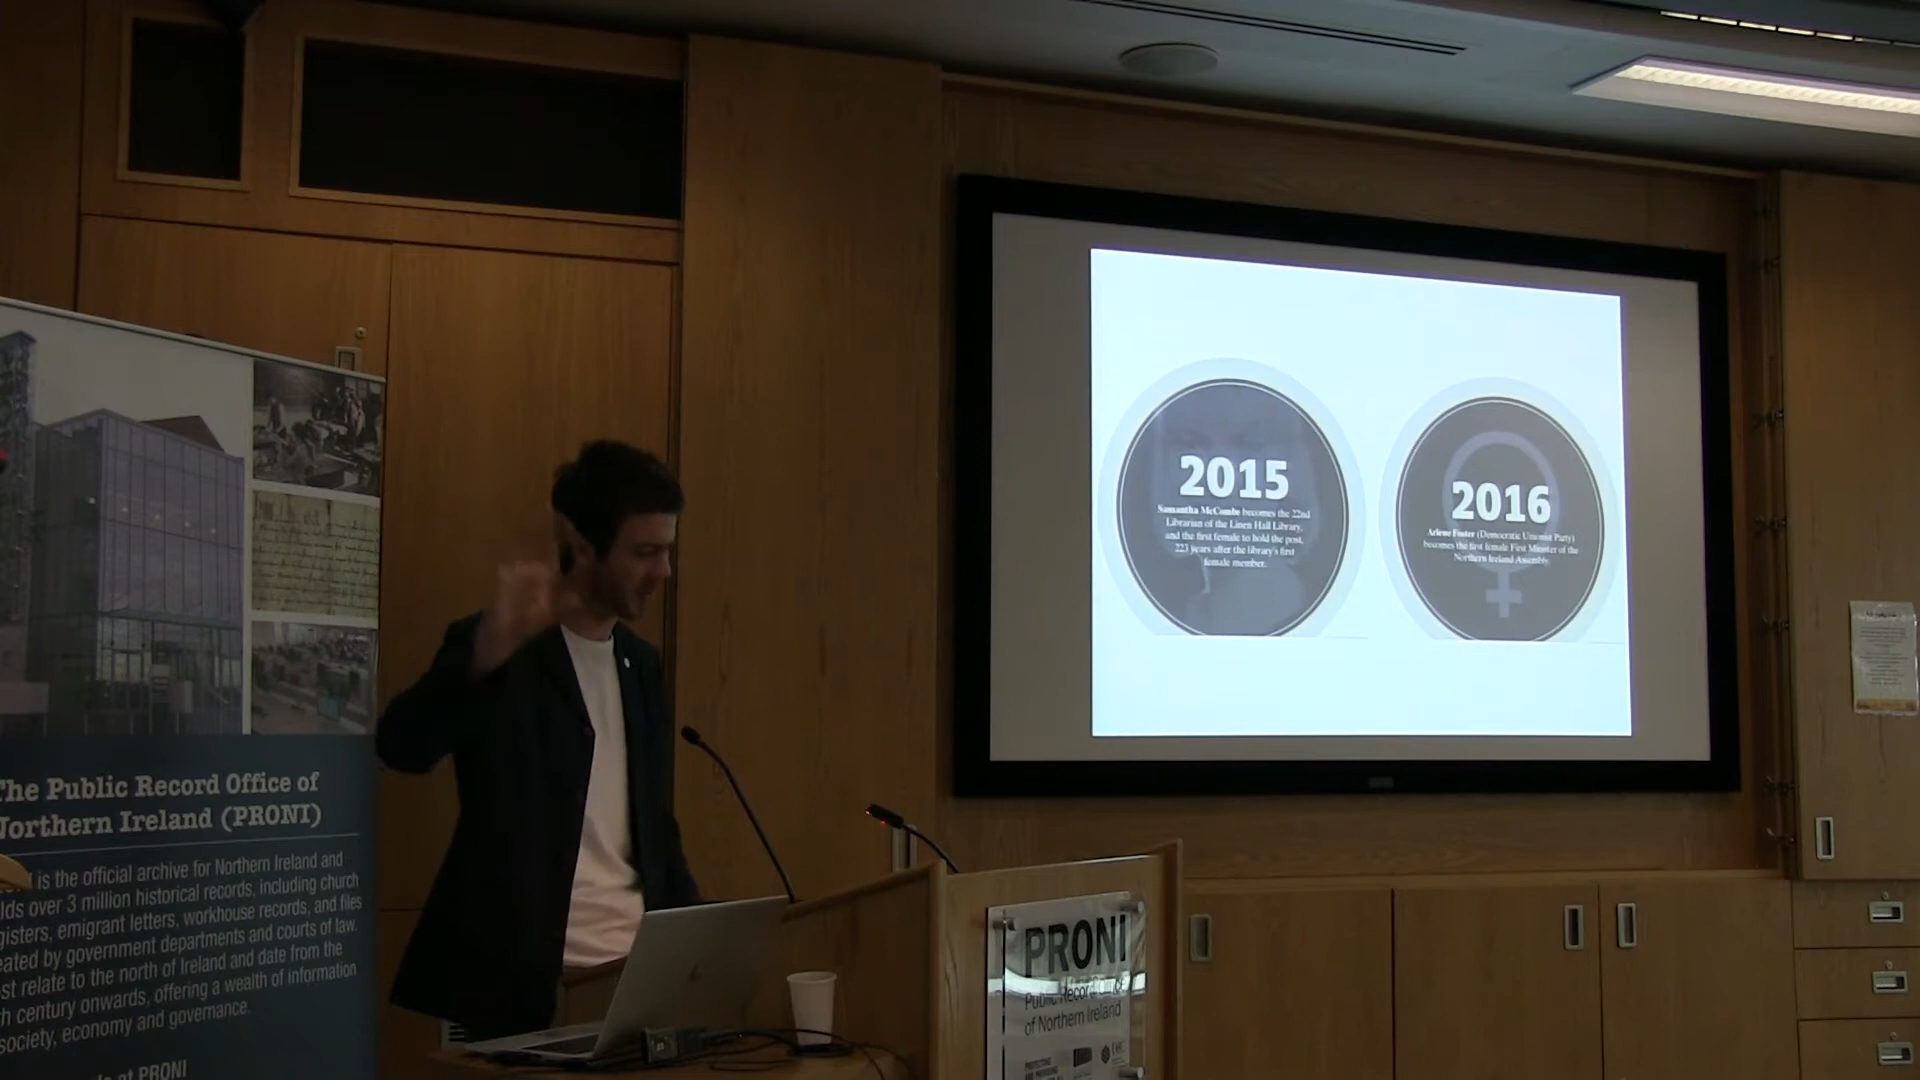 2015
Samantha McCombe becomes the 22nd
Librarian of the Linen Hall Library,
and the first female to hold the post,
223 years after the library's first
female member.
2016
Arlene Foster (Democratic Unionist Party)
becomes the first female First Minister of the
Northern Ireland Assembly.
The Public Record Office of
Northern Ireland (PRONI)
is the official archive for Northern Ireland and
lds over 3 million historical records, including church
gisters, emigrant letters, workhouse records, and files
eated by government departments and courts of law.
st relate to the north of Ireland and date from the
h century onwards, offering a wealth of information
society, economy and governance.
at PRONI
PRONI
Public Record Office
of Northern Ireland